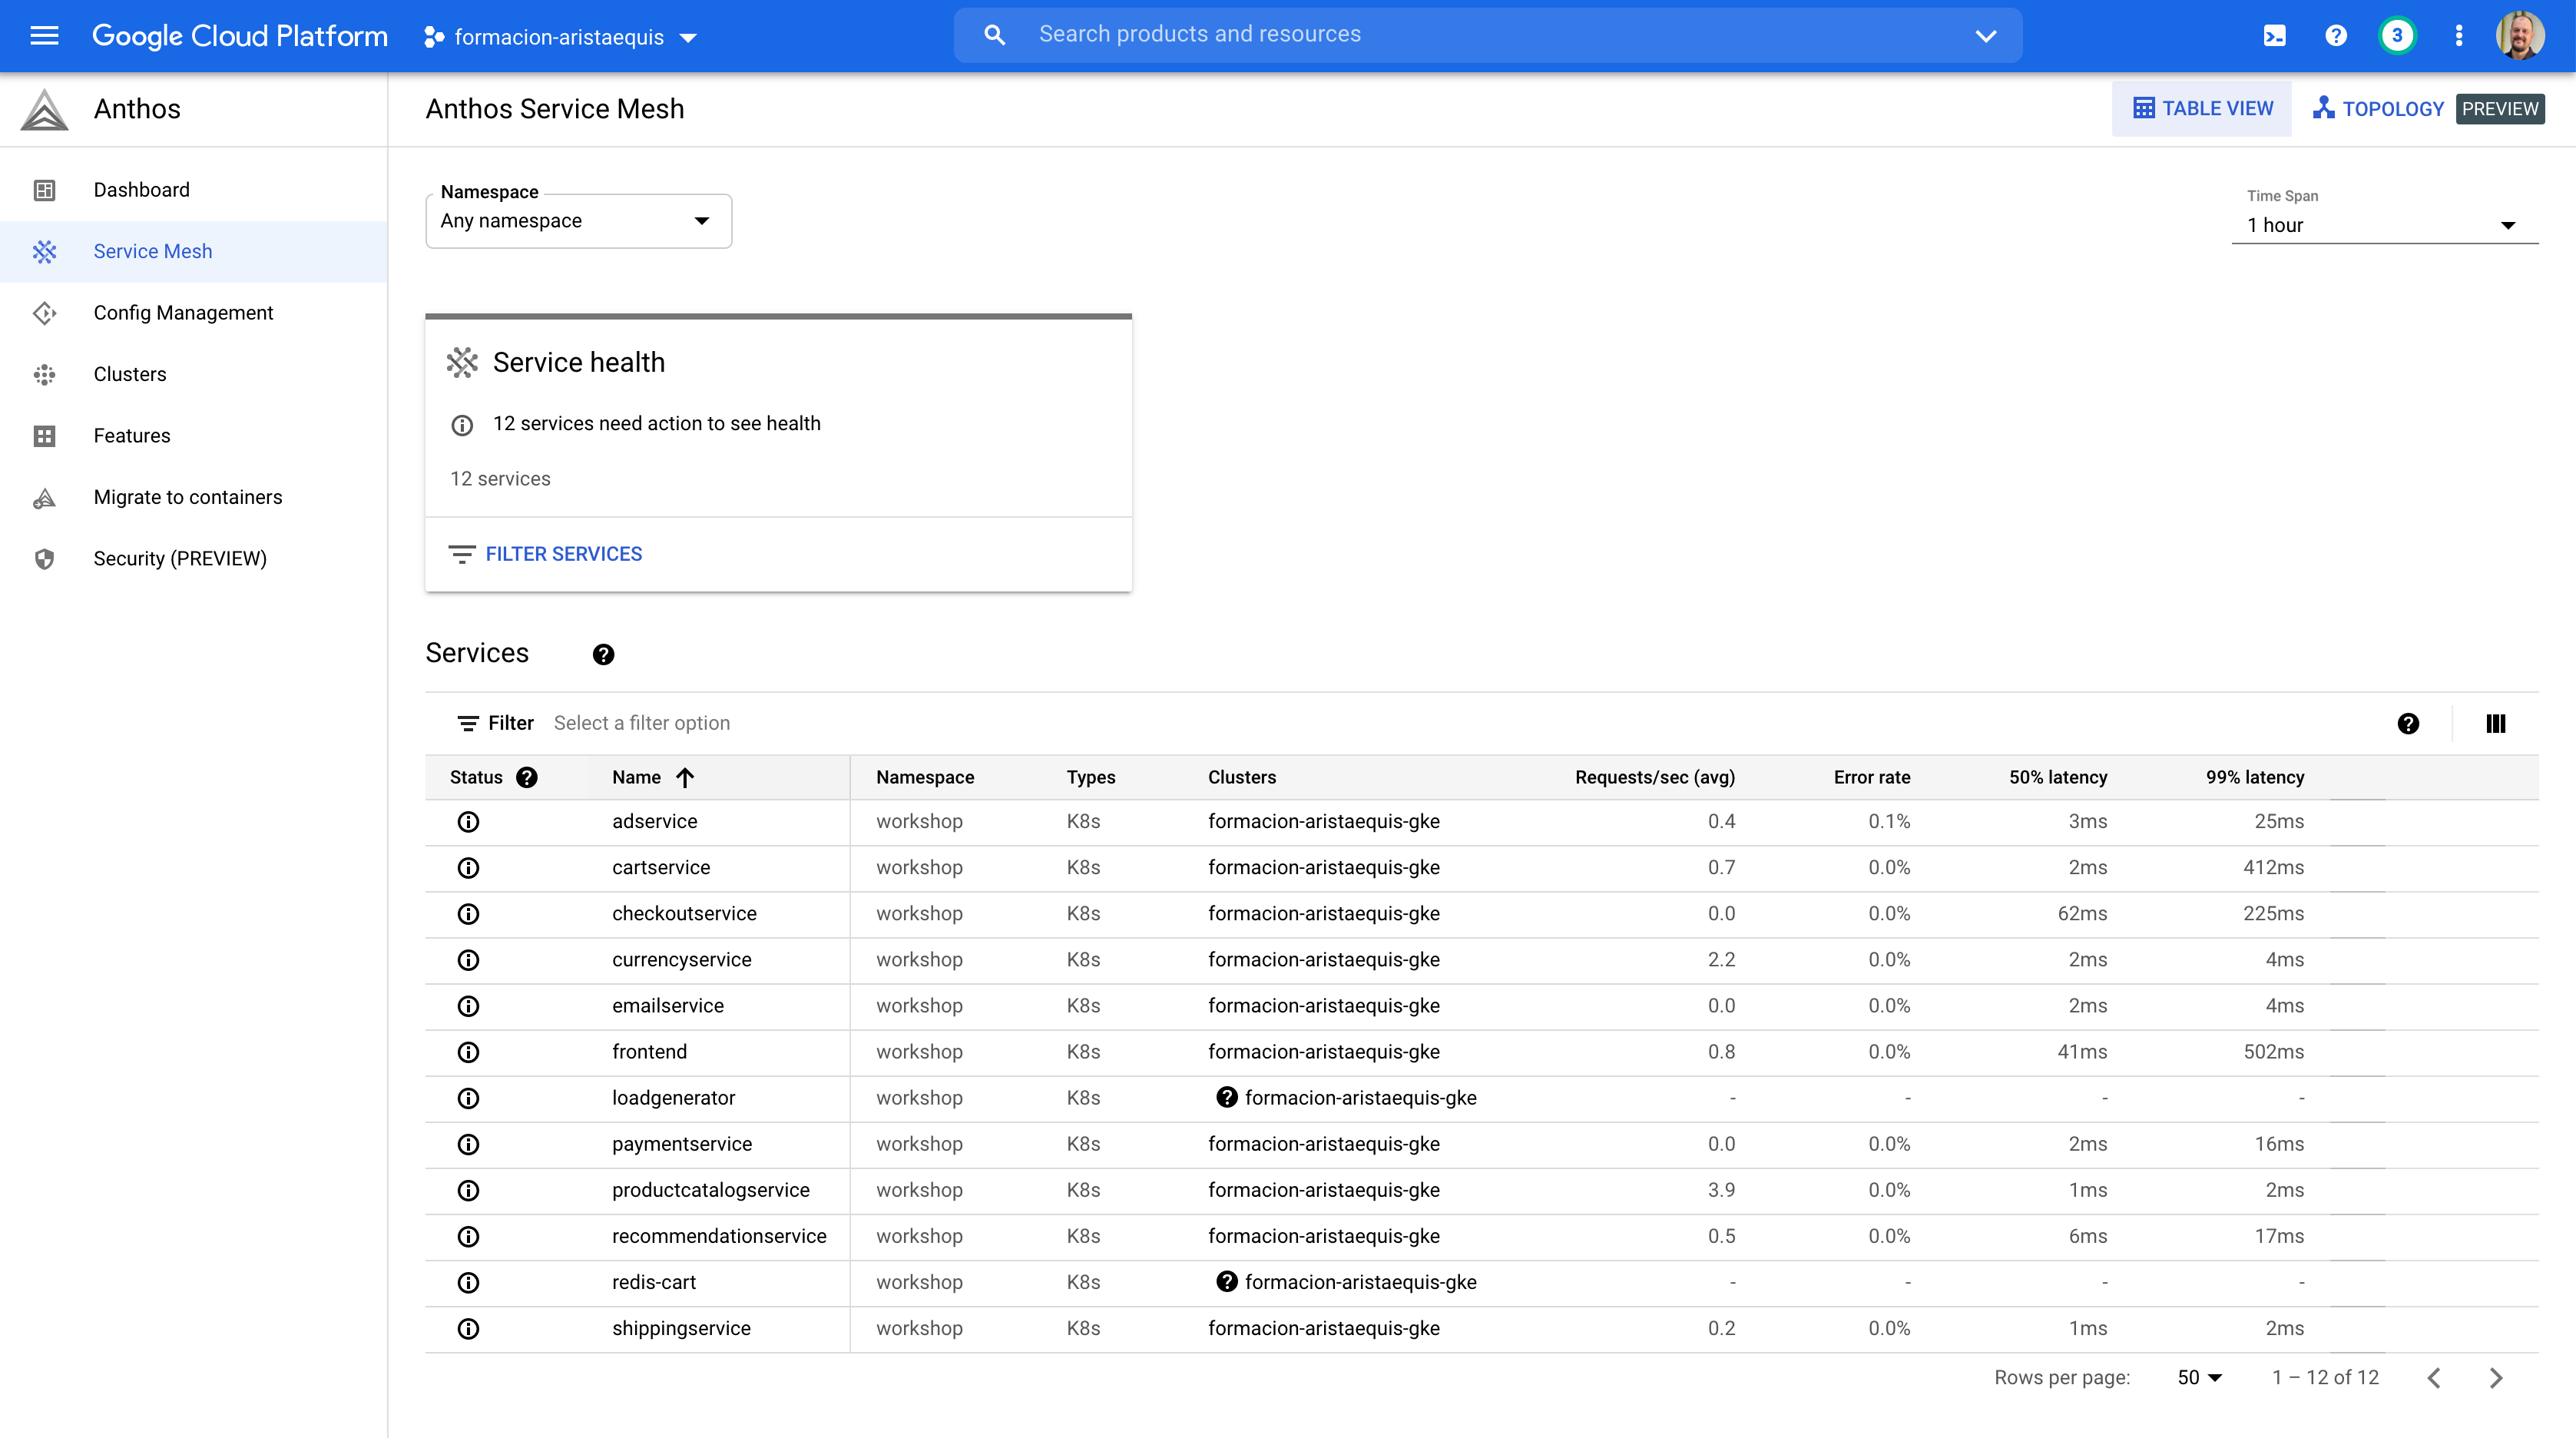 Google Cloud Platform formacion-aristaequis Search products and resources 3
Anthos Anthos Service Mesh TABLE VIEW TOPOLOGY PREVIEW
Dashboard
Service Mesh
Config Management
Clusters
Features
Migrate to containers
Security (PREVIEW)
Namespace
Any namespace
Time Span
1 hour
Service health
12 services need action to see health
12 services
FILTER SERVICES
Services
Filter Select a filter option
Status Name Namespace Types Clusters Requests/sec (avg) Error rate 50% latency 99% latency
adservice workshop K8s formacion-aristaequis-gke 0.4 0.1% 3ms 25ms
cartservice workshop K8s formacion-aristaequis-gke 0.7 0.0% 2ms 412ms
checkoutservice workshop K8s formacion-aristaequis-gke 0.0 0.0% 62ms 225ms
currencyservice workshop K8s formacion-aristaequis-gke 2.2 0.0% 2ms 4ms
emailservice workshop K8s formacion-aristaequis-gke 0.0 0.0% 2ms 4ms
frontend workshop K8s formacion-aristaequis-gke 0.8 0.0% 41ms 502ms
loadgenerator workshop K8s formacion-aristaequis-gke - - - -
paymentservice workshop K8s formacion-aristaequis-gke 0.0 0.0% 2ms 16ms
productcatalogservice workshop K8s formacion-aristaequis-gke 3.9 0.0% 1ms 2ms
recommendationservice workshop K8s formacion-aristaequis-gke 0.5 0.0% 6ms 17ms
redis-cart workshop K8s formacion-aristaequis-gke - - - -
shippingservice workshop K8s formacion-aristaequis-gke 0.2 0.0% 1ms 2ms
Rows per page: 50 1 – 12 of 12